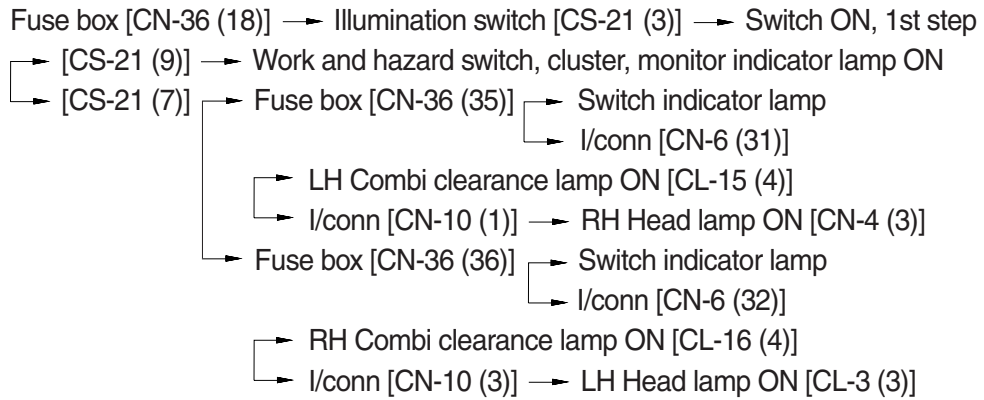 Fuse box [CN-36 (18)] → Illumination switch [CS-21 (3)] → Switch ON, 1st step
→ [CS-21 (9)] → Work and hazard switch, cluster, monitor indicator lamp ON
→ [CS-21 (7)] → Fuse box [CN-36 (35)] → Switch indicator lamp
→ I/conn [CN-6 (31)]
→ LH Combi clearance lamp ON [CL-15 (4)]
→ I/conn [CN-10 (1)] → RH Head lamp ON [CN-4 (3)]
→ Fuse box [CN-36 (36)] → Switch indicator lamp
→ I/conn [CN-6 (32)]
→ RH Combi clearance lamp ON [CL-16 (4)]
→ I/conn [CN-10 (3)] → LH Head lamp ON [CL-3 (3)]